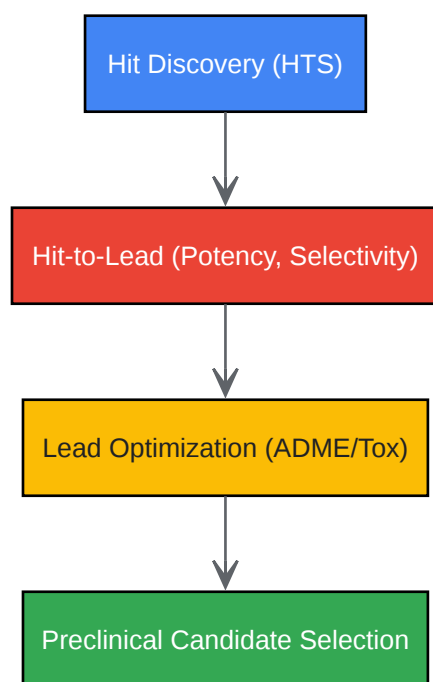 Hit Discovery (HTS)
Hit-to-Lead (Potency, Selectivity)
Lead Optimization (ADME/Tox)
Preclinical Candidate Selection